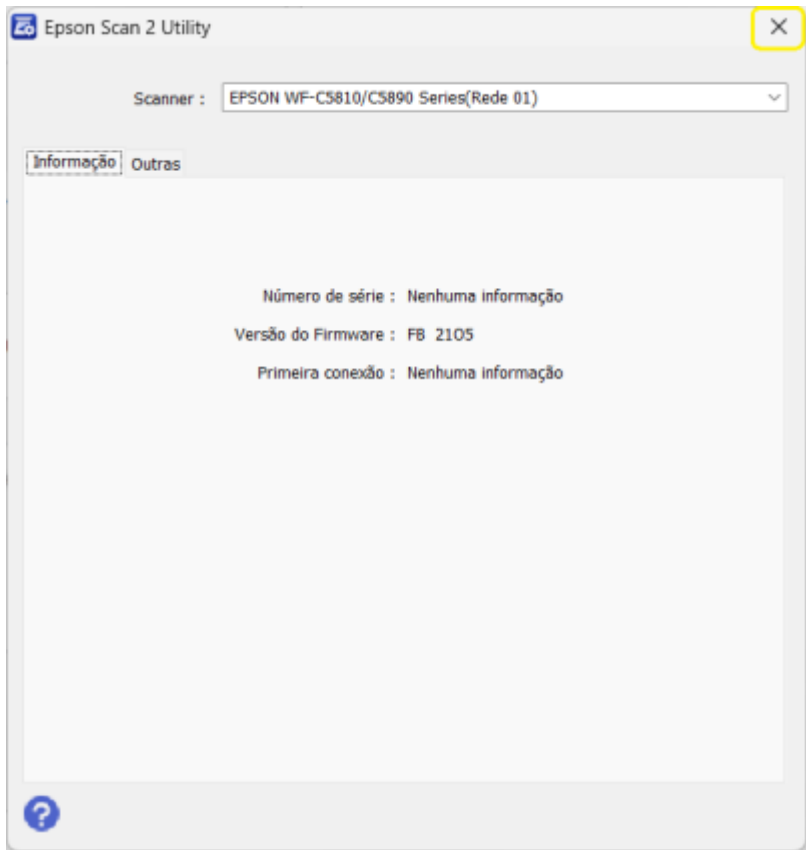 Epson Scan 2 Utility
Scanner : EPSON WF-C5810/C5890 Series(Rede 01)
Informação Outras
Número de série : Nenhuma informação
Versão do Firmware : FB 21O5
Primeira conexão : Nenhuma informação